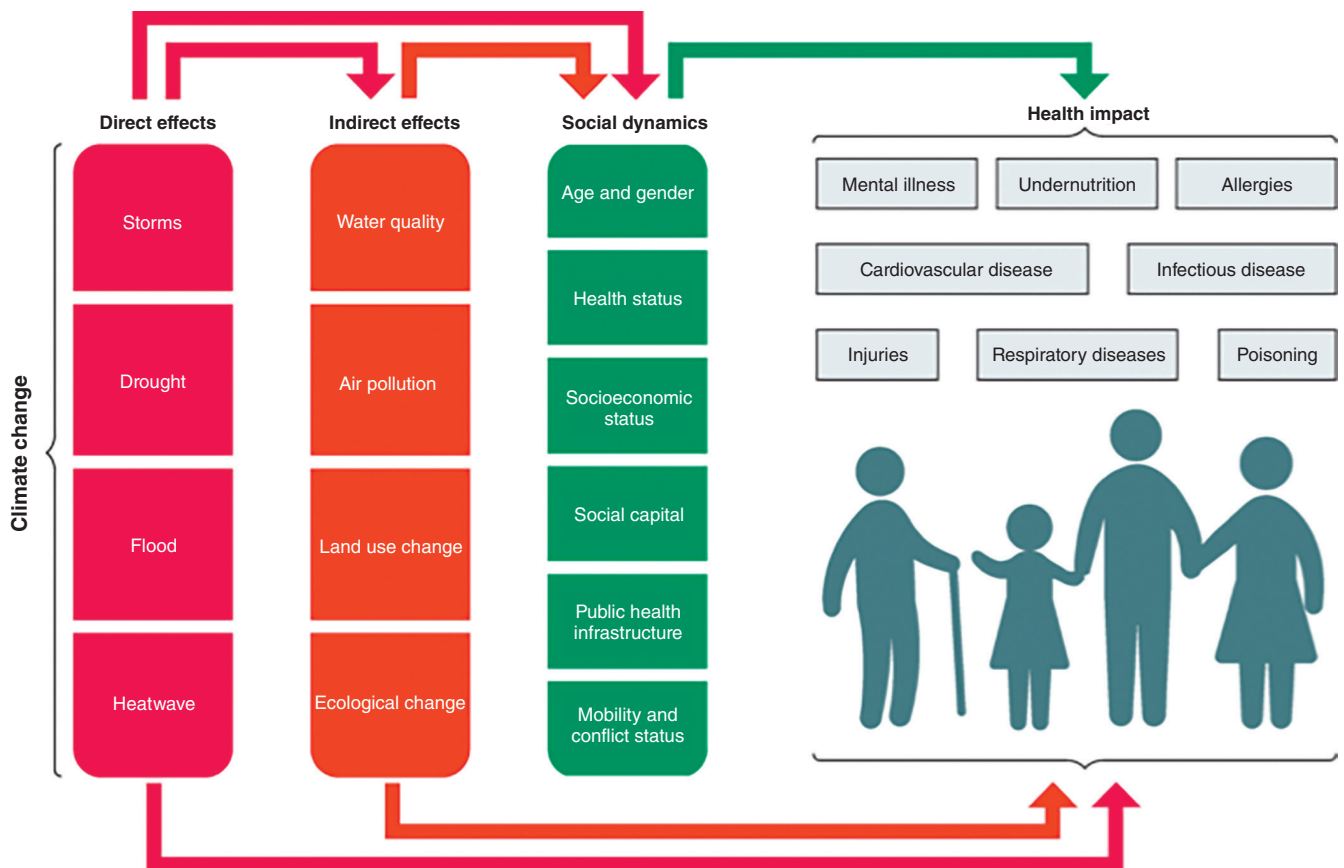 Direct effects
Indirect effects
Social dynamics
Health impact
Climate change
Storms
Drought
Flood
Heatwave
Water quality
Air pollution
Land use change
Ecological change
Age and gender
Health status
Socioeconomic
status
Social capital
Public health
infrastructure
Mobility and
conflict status
Mental illness
Undernutrition
Allergies
Cardiovascular disease
Infectious disease
Injuries
Respiratory diseases
Poisoning